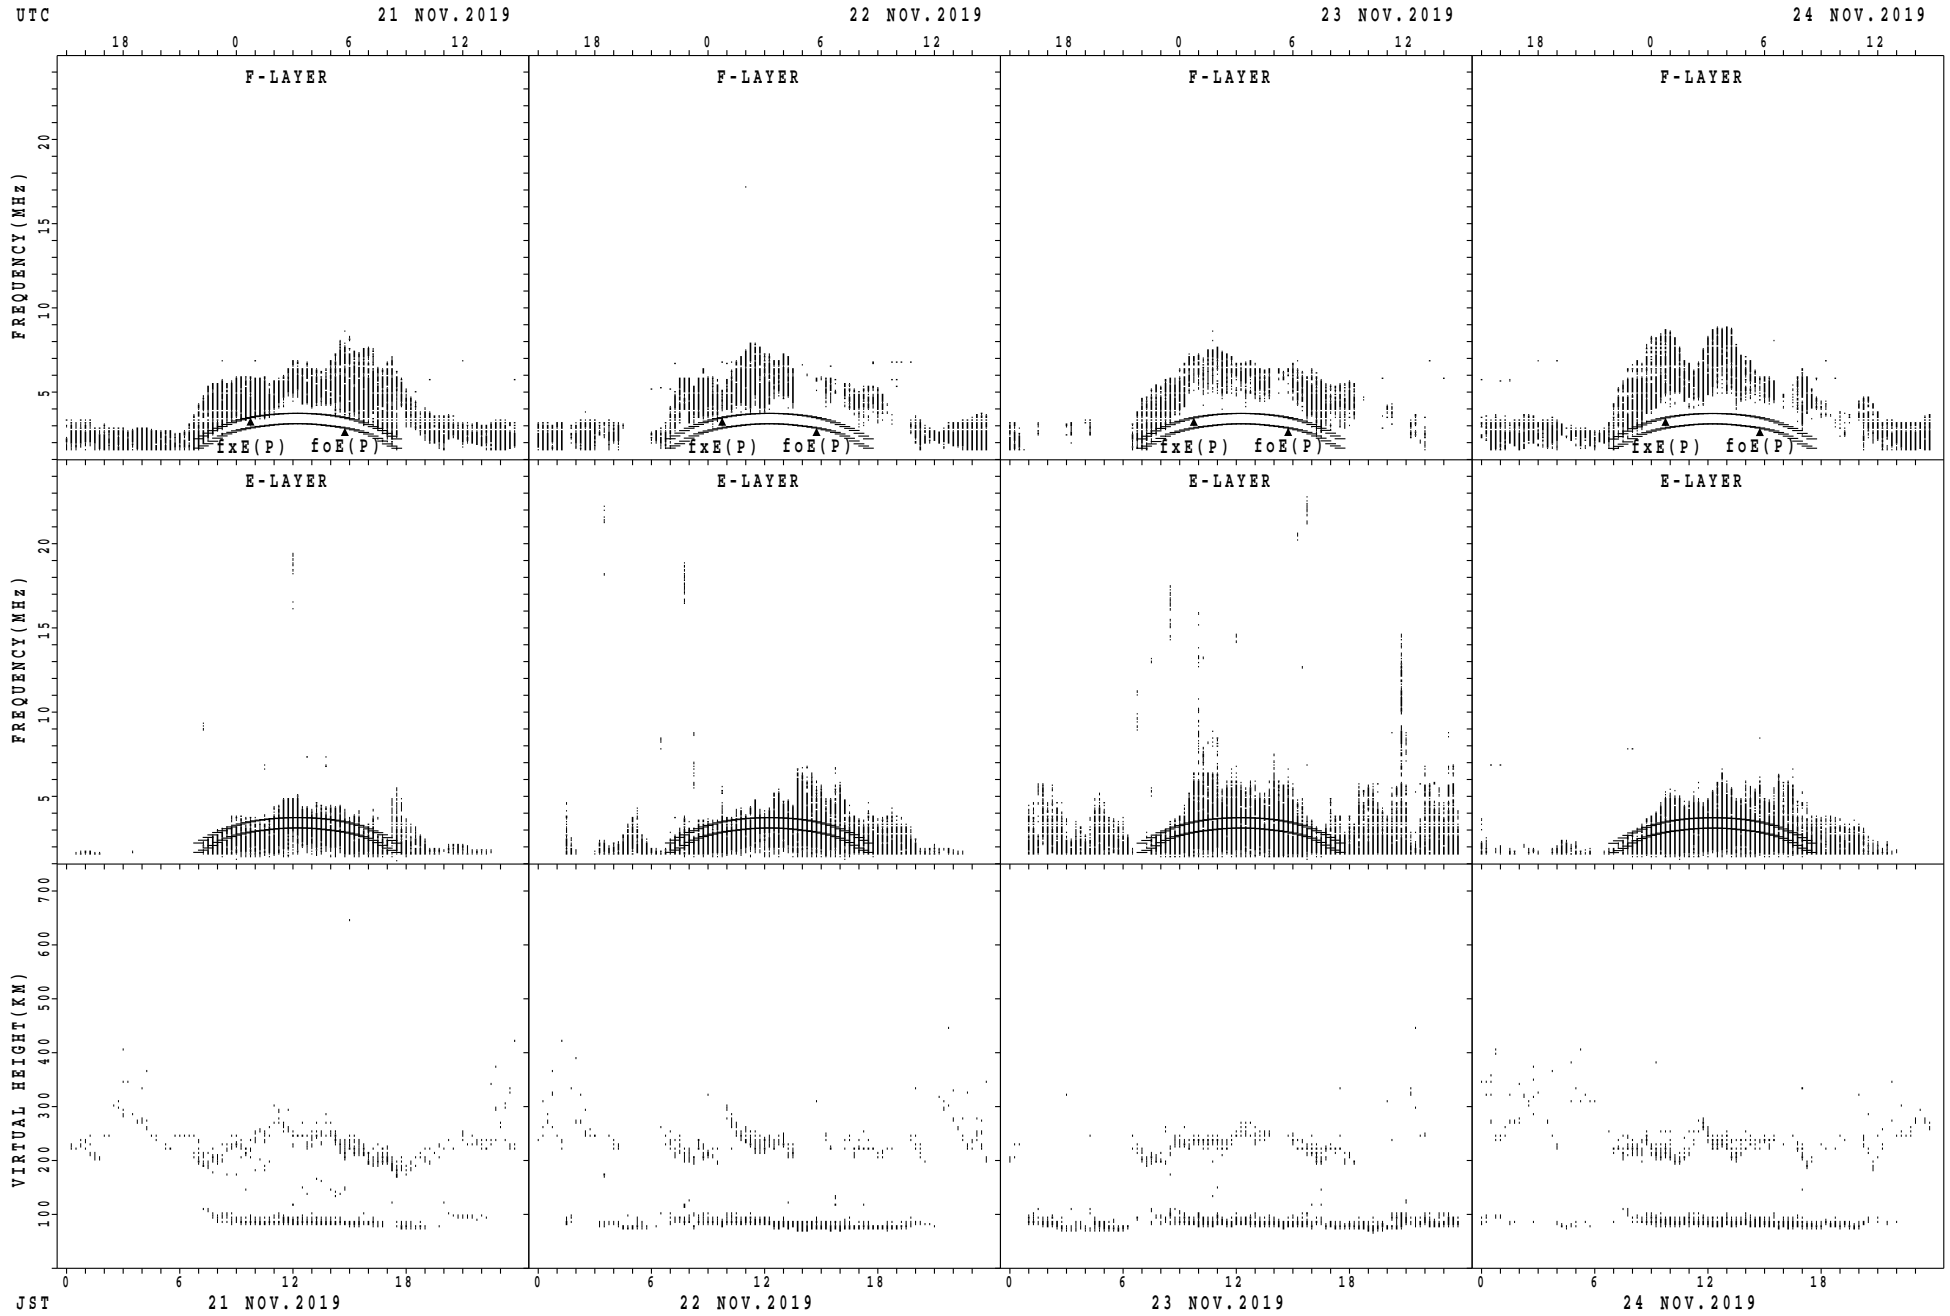 UTC 21 NOV.2019 22 NOV.2019 23 NOV.2019 24 NOV.2019
18 0 6 12 18 0 6 12 18 0 6 12 18 0 6 12
F-LAYER F-LAYER F-LAYER F-LAYER
FREQUENCY(MHz)
20
15
10
5
fxE(P) foE(P) fxE(P) foE(P) fxE(P) foE(P) fxE(P) foE(P)
E-LAYER E-LAYER E-LAYER E-LAYER
FREQUENCY(MHz)
20
15
10
5
VIRTUAL HEIGHT(KM)
700
600
500
400
300
200
100
0 6 12 18 0 6 12 18 0 6 12 18 0 6 12 18
JST 21 NOV.2019 22 NOV.2019 23 NOV.2019 24 NOV.2019